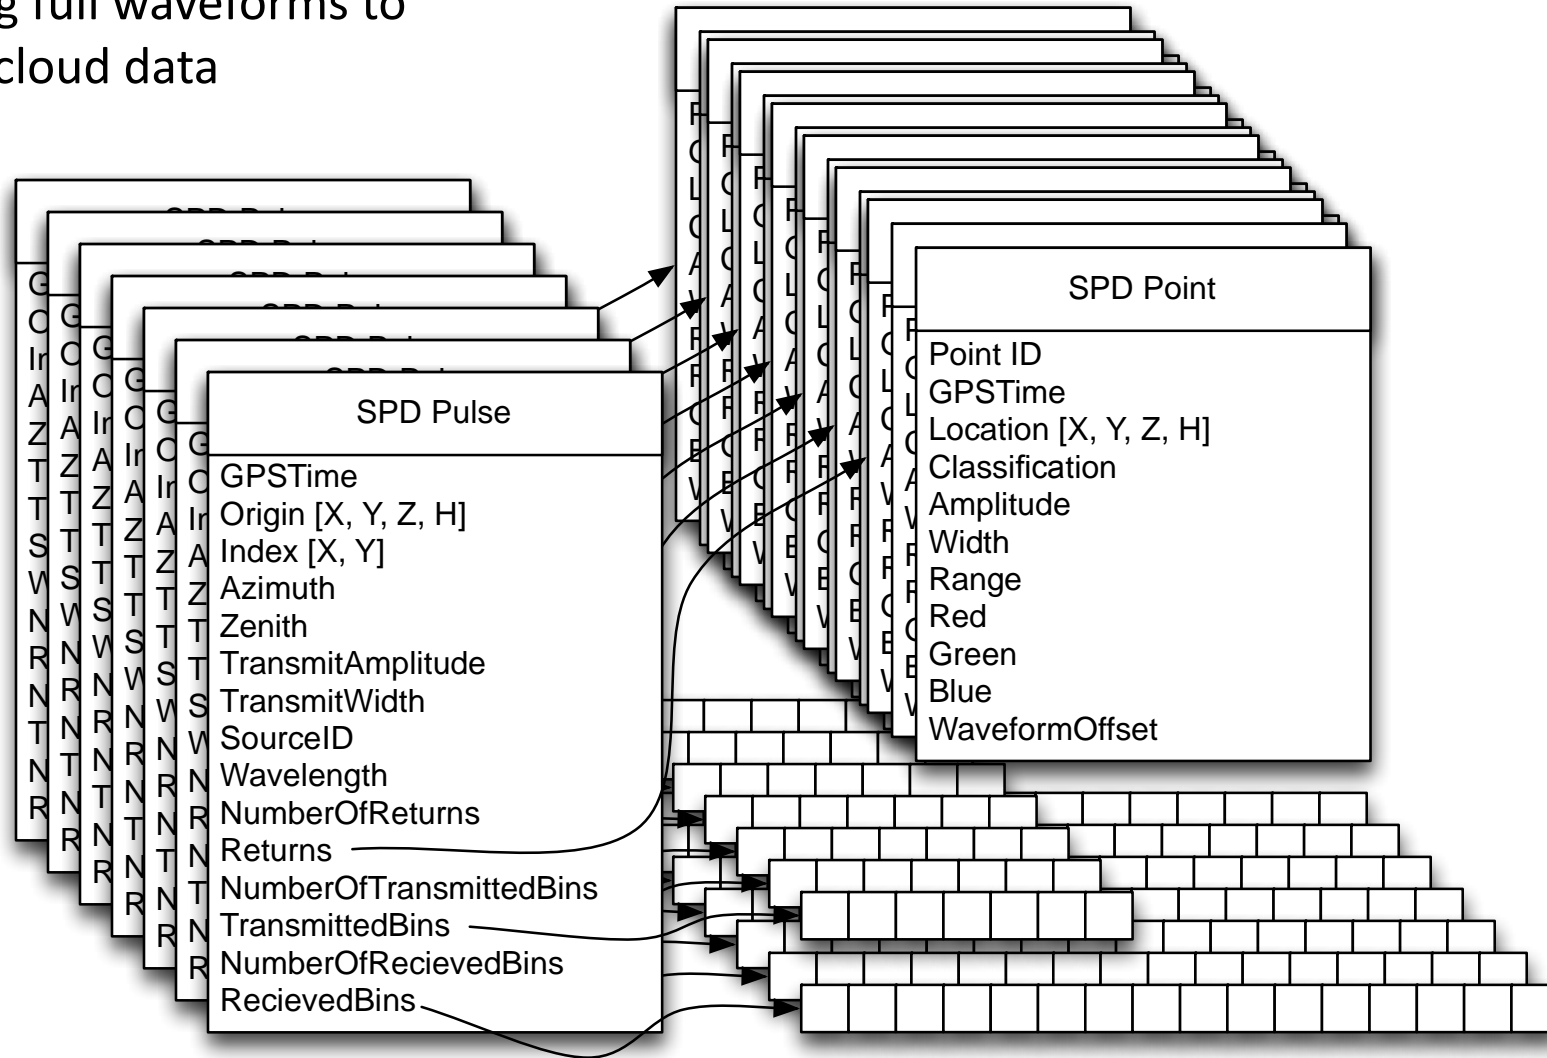 g full waveforms to
cloud data
SPD Pulse
GPSTime
Origin [X, Y, Z, H]
Index [X, Y]
Azimuth
Zenith
TransmitAmplitude
TransmitWidth
SourceID
Wavelength
NumberOfReturns
Returns
NumberOfTransmittedBins
TransmittedBins
NumberOfRecievedBins
RecievedBins
SPD Point
Point ID
GPSTime
Location [X, Y, Z, H]
Classification
Amplitude
Width
Range
Red
Green
Blue
WaveformOffset